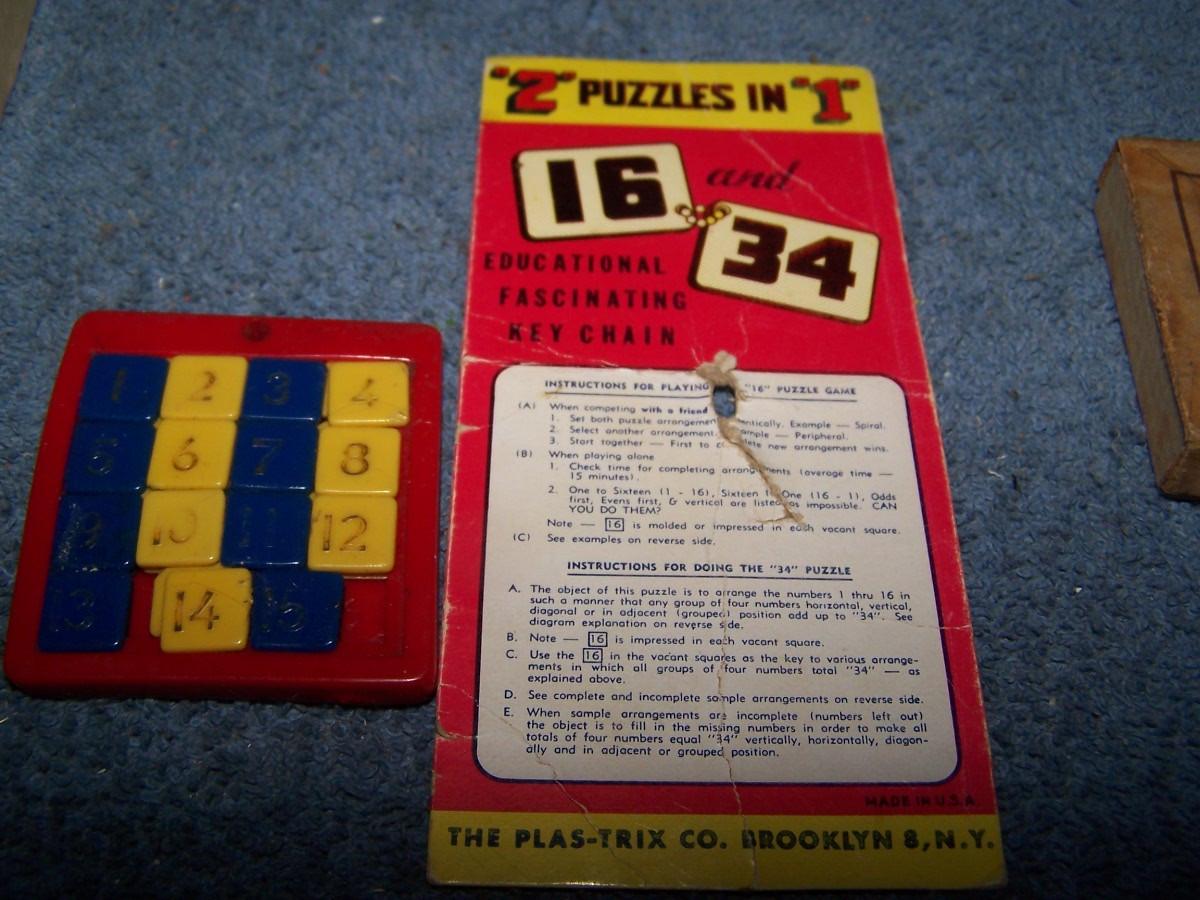 "2" PUZZLES IN "1"
16 and 34
EDUCATIONAL
FASCINATING
KEY CHAIN
INSTRUCTIONS FOR PLAYING "16" PUZZLE GAME
(A) When competing with a friend
1. Set both puzzle arrangement identically. Example — Spiral.
2. Select another arrangement. Example — Peripheral.
3. Start together — First to complete new arrangement wins.
(B) When playing alone
1. Check time for completing arrangements (average time —
15 minutes).
2. One to Sixteen (1 - 16), Sixteen to One (16 - 1), Odds
first, Evens first, & vertical are listed as impossible. CAN
YOU DO THEM?
Note — 16 is molded or impressed in each vacant square.
(C) See examples on reverse side.
INSTRUCTIONS FOR DOING THE "34" PUZZLE
A. The object of this puzzle is to arrange the numbers 1 thru 16 in
such a manner that any group of four numbers horizontal, vertical,
diagonal or in adjacent (grouped) position add up to "34". See
diagram explanation on reverse side.
B. Note — 16 is impressed in each vacant square.
C. Use the 16 in the vacant squares as the key to various arrange-
ments in which all groups of four numbers total "34" — as
explained above.
D. See complete and incomplete sample arrangements on reverse side.
E. When sample arrangements are incomplete (numbers left out)
the object is to fill in the missing numbers in order to make all
totals of four numbers equal "34" vertically, horizontally, diagon-
ally and in adjacent or grouped position.
MADE IN U.S.A.
THE PLAS-TRIX CO. BROOKLYN 8, N.Y.
1 2 3 4
5 6 7 8
9 10 11 12
13 14 15